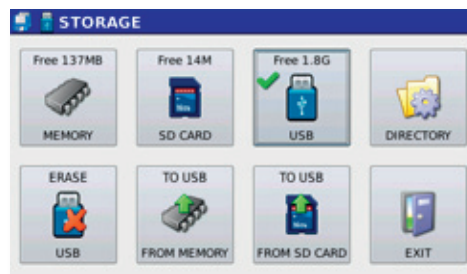 STORAGE
Free 137MB
Free 14M
Free 1.8G
MEMORY
SD CARD
USB
DIRECTORY
ERASE
TO USB
TO USB
USB
FROM MEMORY
FROM SD CARD
EXIT